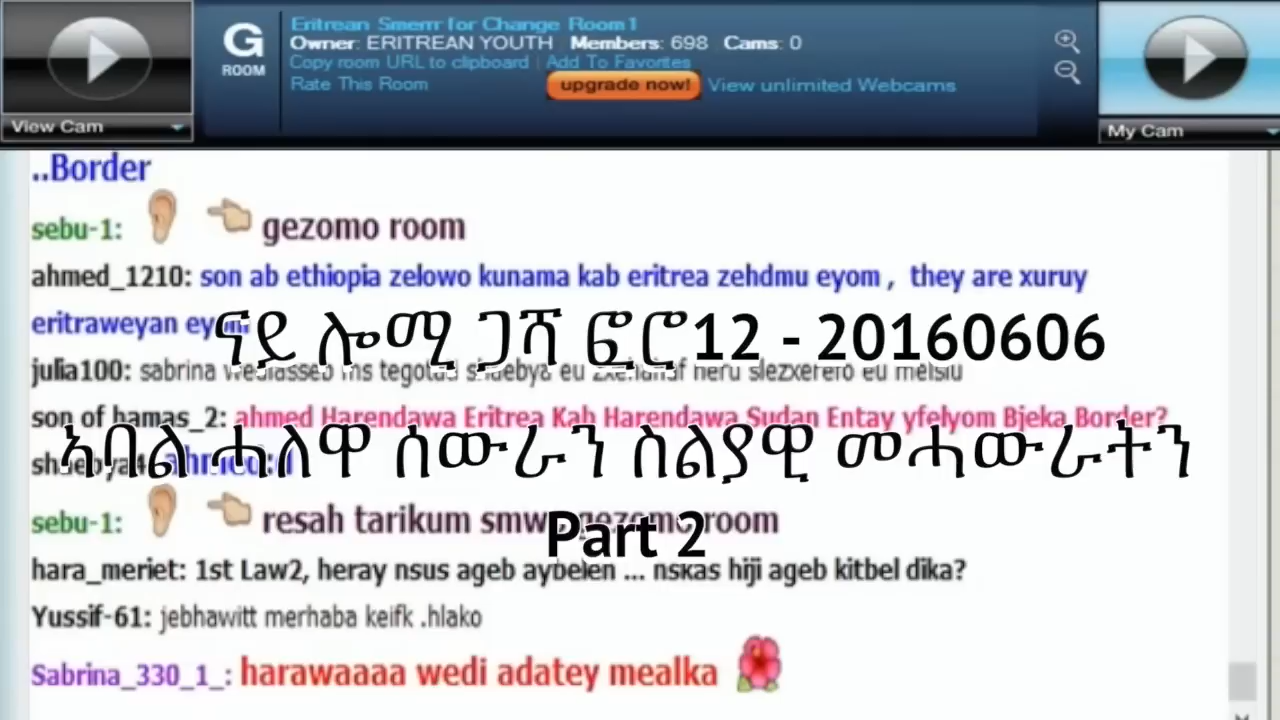 G
ROOM
Eritrean Smerrr for Change Room1
Owner: ERITREAN YOUTH Members: 698 Cams: 0
Copy room URL to clipboard | Add To Favorites
Rate This Room
upgrade now! View unlimited Webcams
View Cam
My Cam
..Border
sebu-1: gezomo room
ahmed_1210: son ab ethiopia zelowo kunama kab eritrea zehdmu eyom , they are xuruy
eritraweyan
ናይ ሎሚ ጋሻ ፎሮ12 - 20160606
julia100: sabrina
son of hamas_2: ahmed Harendawa Eritrea Kab Harendawa Sudan Entay yfelyom Bjeka Border?
ኣባል ሓለዋ ሰውራን ስልያዊ መሓውራትን
sebu-1: resah tarikum room
Part 2
hara_meriet: 1st Law2, heray nsus ageb aybelen ... nskas hiji ageb kitbel dika?
Yussif-61: jebhawitt merhaba keifk .hlako
Sabrina_330_1_: harawaaaa wedi adatey mealka